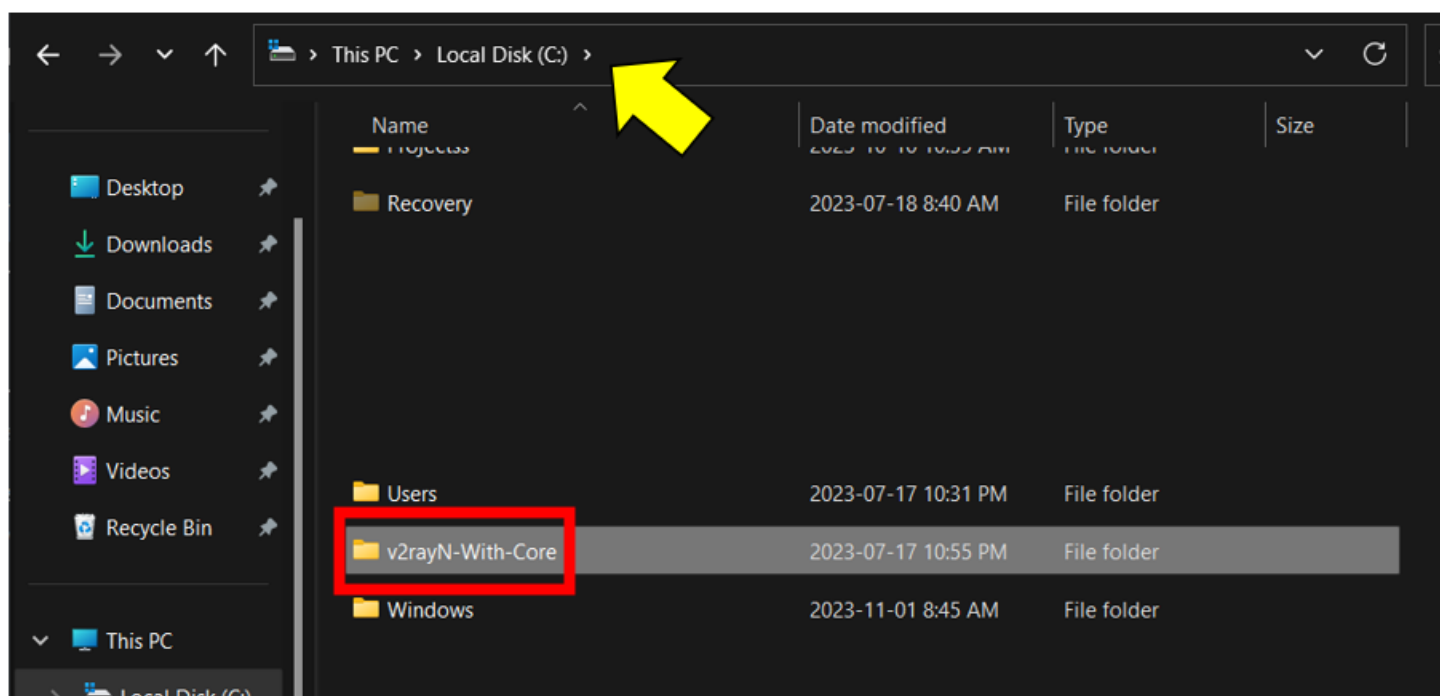 This PC > Local Disk (C:) >
Name Date modified Type Size
Desktop
Recovery 2023-07-18 8:40 AM File folder
Downloads
Documents
Pictures
Music
Videos
Users 2023-07-17 10:31 PM File folder
Recycle Bin
v2rayN-With-Core 2023-07-17 10:55 PM File folder
Windows 2023-11-01 8:45 AM File folder
This PC
Local Disk (C:)